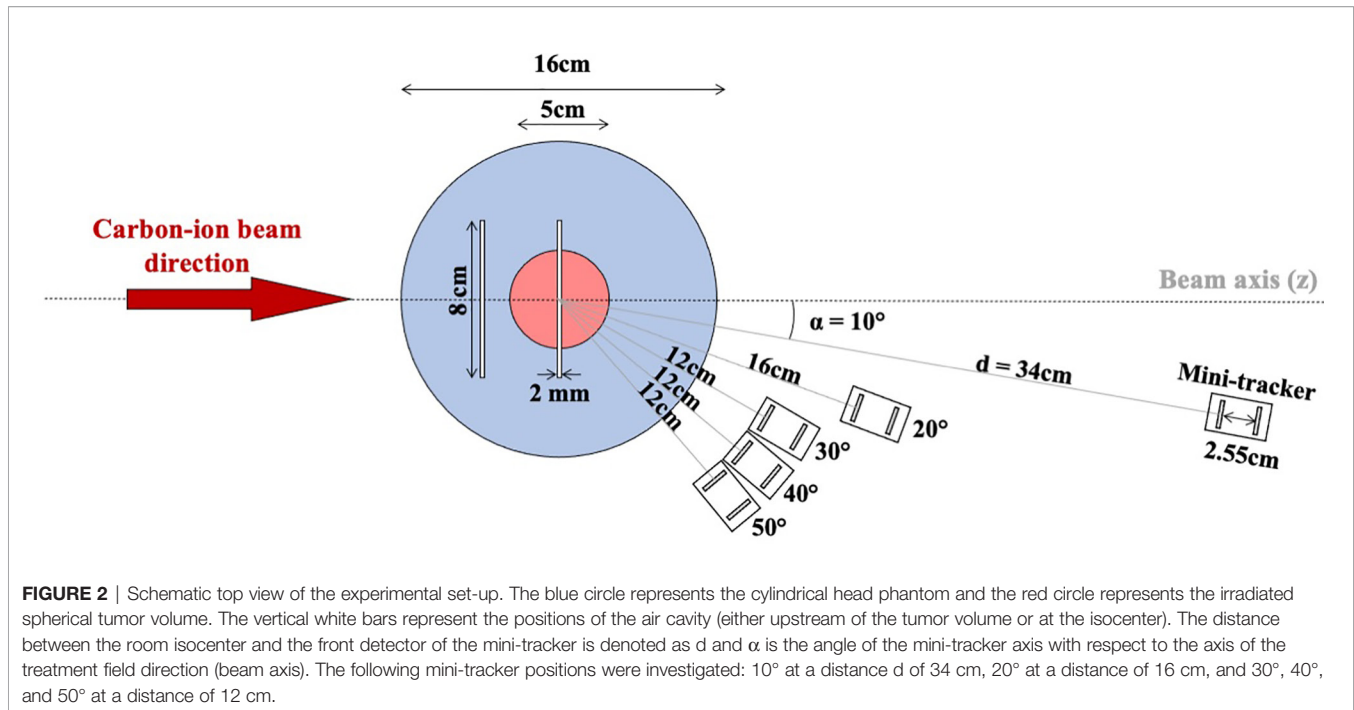 16cm
5cm
Carbon-ion beam
direction
8 cm
2 mm
Beam axis (z)
α = 10°
d = 34cm
Mini-tracker
2.55cm
16cm
20°
12cm
30°
12cm
40°
12cm
50°
FIGURE 2 | Schematic top view of the experimental set-up. The blue circle represents the cylindrical head phantom and the red circle represents the irradiated
spherical tumor volume. The vertical white bars represent the positions of the air cavity (either upstream of the tumor volume or at the isocenter). The distance
between the room isocenter and the front detector of the mini-tracker is denoted as d and α is the angle of the mini-tracker axis with respect to the axis of the
treatment field direction (beam axis). The following mini-tracker positions were investigated: 10° at a distance d of 34 cm, 20° at a distance of 16 cm, and 30°, 40°,
and 50° at a distance of 12 cm.